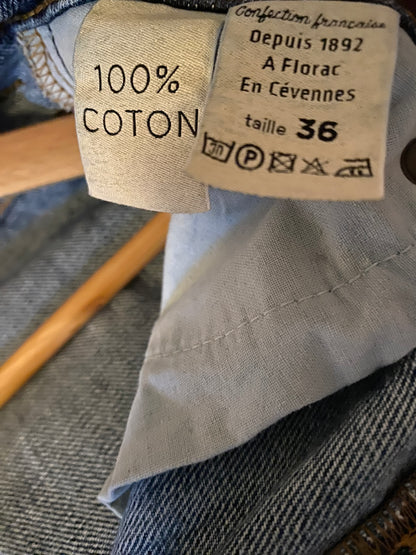 100%
COTON
Confection française
Depuis 1892
A Florac
En Cévennes
taille 36
P